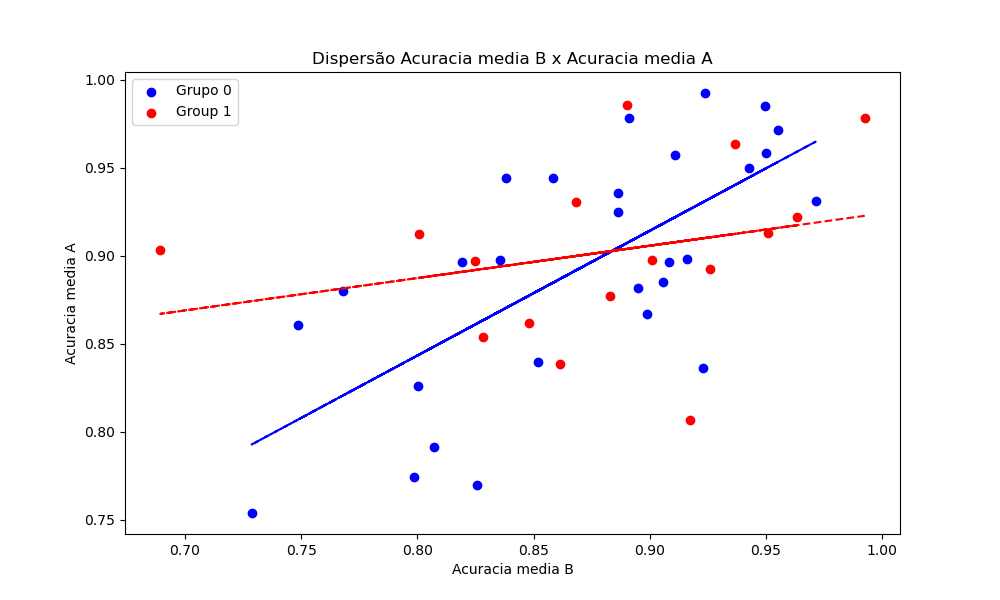 Dispersão Acuracia media B x Acuracia media A
Grupo 0
Group 1
Acuracia media A
1.00
0.95
0.90
0.85
0.80
0.75
0.70
0.75
0.80
0.85
0.90
0.95
1.00
Acuracia media B